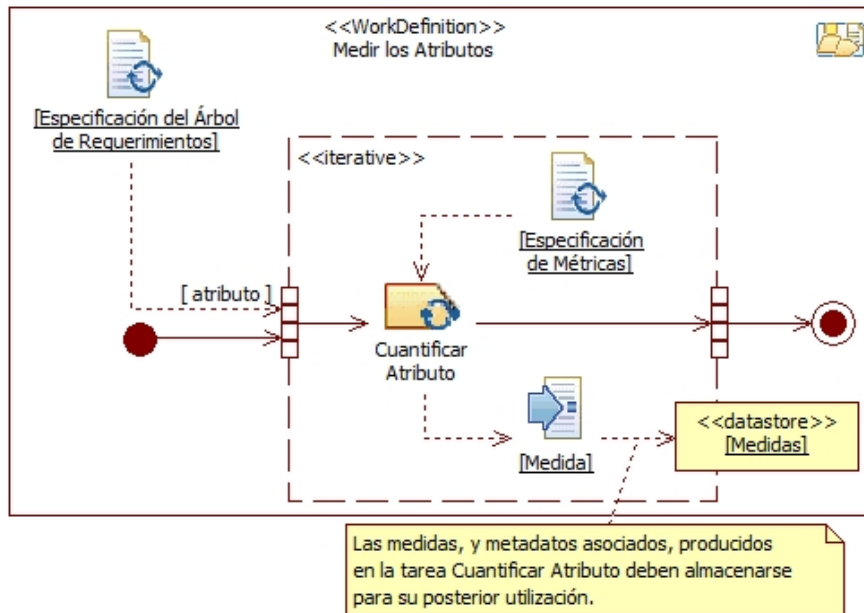 <<WorkDefinition>>
Medir los Atributos
[Especificación del Árbol
de Requerimientos]
<<iterative>>
[Especificación
de Métricas]
[ atributo ]
Cuantificar
Atributo
[Medida]
<<datastore>>
[Medidas]
Las medidas, y metadatos asociados, producidos
en la tarea Cuantificar Atributo deben almacenarse
para su posterior utilización.